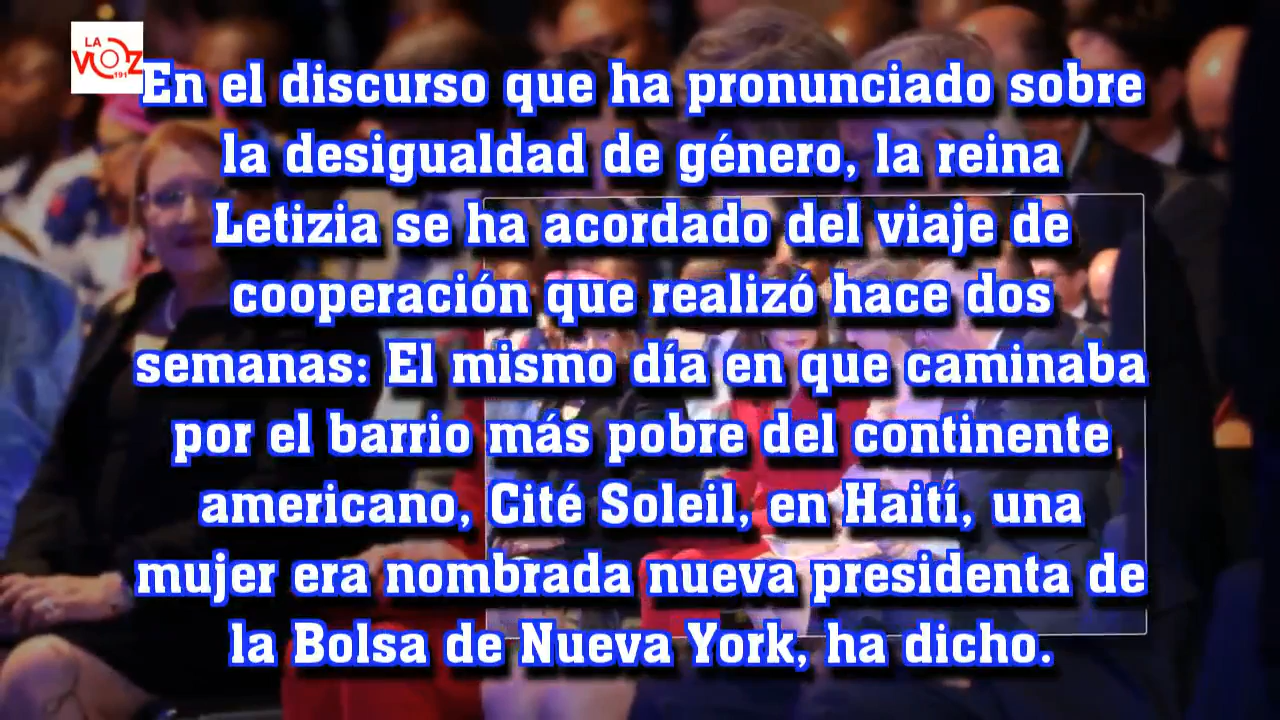 LA
VOZ
191
En el discurso que ha pronunciado sobre
la desigualdad de género, la reina
Letizia se ha acordado del viaje de
cooperación que realizó hace dos
semanas: El mismo día en que caminaba
por el barrio más pobre del continente
americano, Cité Soleil, en Haití, una
mujer era nombrada nueva presidenta de
la Bolsa de Nueva York, ha dicho.